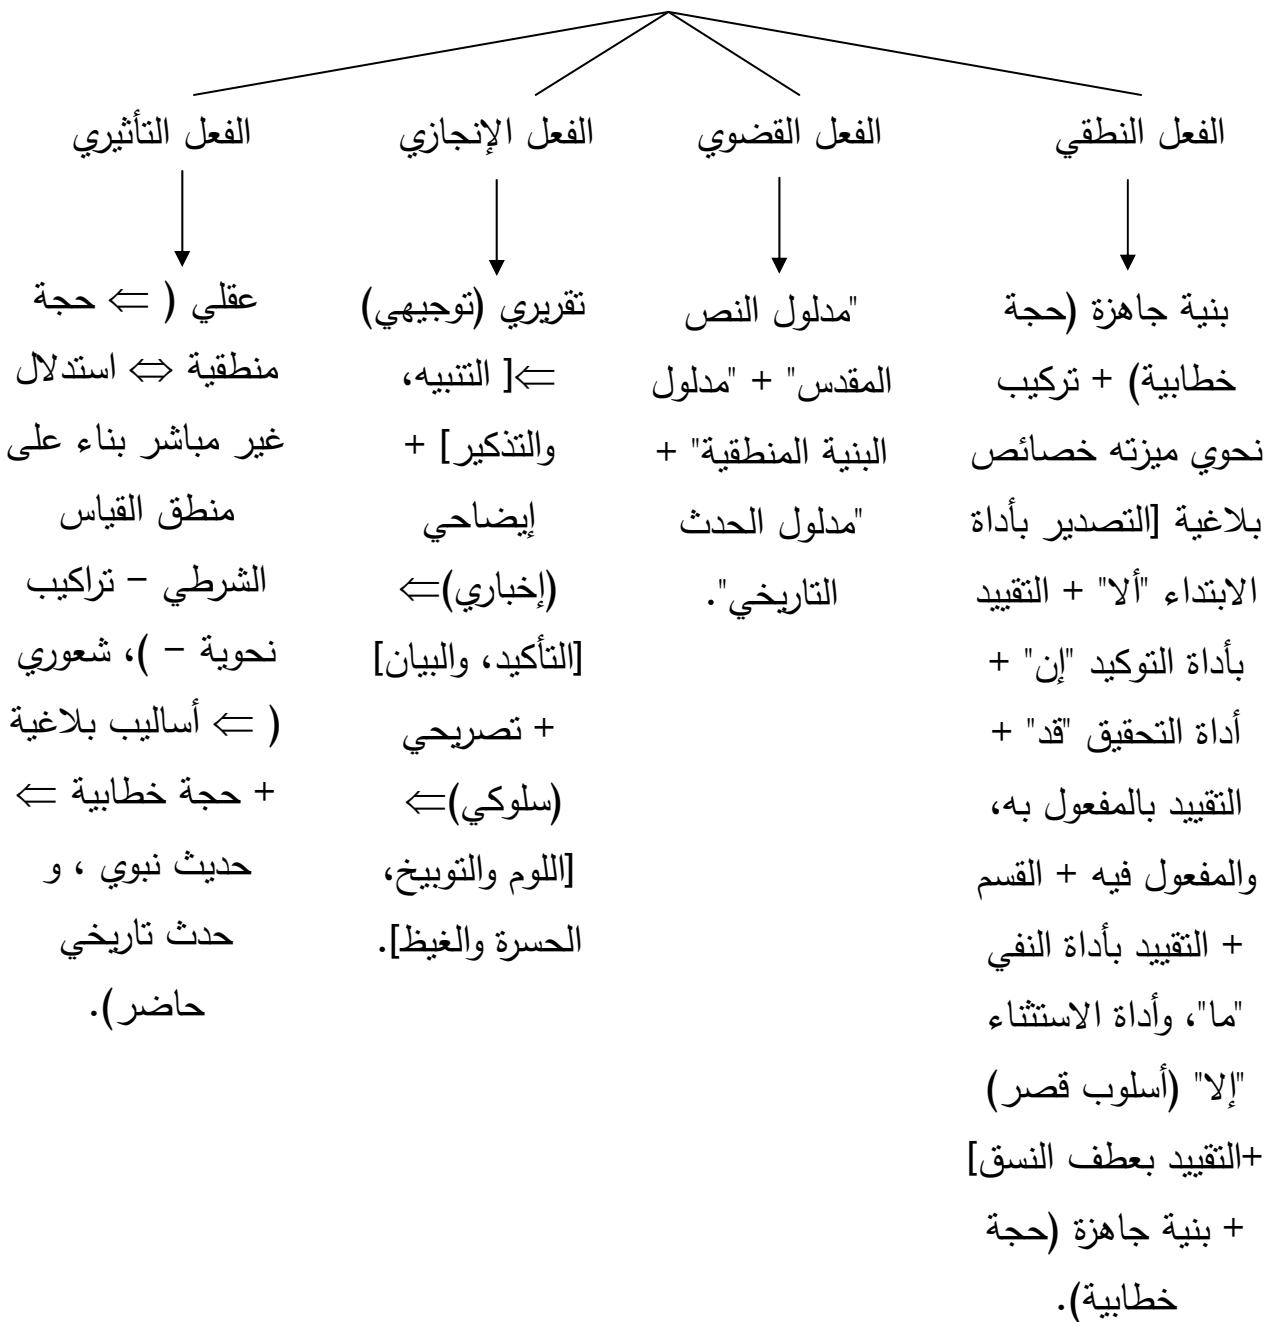 الفعل النطقي
الفعل القضوي
الفعل الإنجازي
الفعل التأثيري
بنية جاهزة (حجة
خطابية) + تركيب
نحوي ميزته خصائص
بلاغية [التصدير بأداة
الابتداء "ألا" + التقييد
بأداة التوكيد "إن" +
أداة التحقيق "قد" +
التقييد بالمفعول به،
والمفعول فيه + القسم
+ التقييد بأداة النفي
"ما"، وأداة الاستثناء
"إلا" (أسلوب قصر)
+التقييد بعطف النسق]
+ بنية جاهزة (حجة
خطابية).
"مدلول النص
المقدس" + "مدلول
البنية المنطقية" +
"مدلول الحدث
التاريخي".
تقريري (توجيهي)
⇐[ التنبيه،
والتذكير] +
إيضاحي
(إخباري)⇐
[التأكيد، والبيان]
+ تصريحي
(سلوكي)⇐
[اللوم والتوبيخ،
الحسرة والغيظ].
عقلي ( ⇐ حجة
منطقية ⇔ استدلال
غير مباشر بناء على
منطق القياس
الشرطي – تراكيب
نحوية – )، شعوري
( ⇐ أساليب بلاغية
+ حجة خطابية ⇐
حديث نبوي ، و
حدث تاريخي
حاضر).